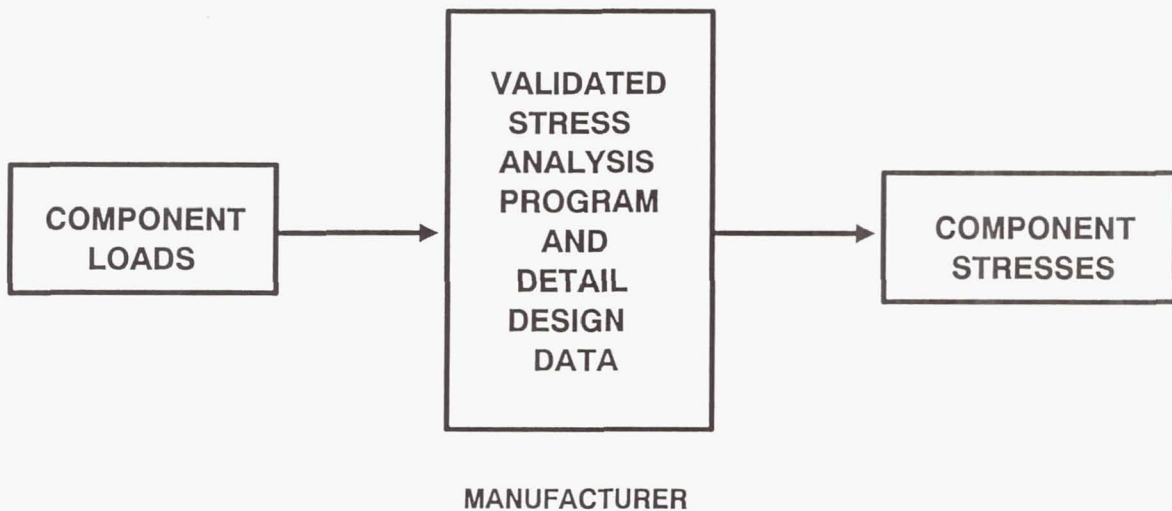 COMPONENT
LOADS
VALIDATED
STRESS
ANALYSIS
PROGRAM
AND
DETAIL
DESIGN
DATA
COMPONENT
STRESSES
MANUFACTURER